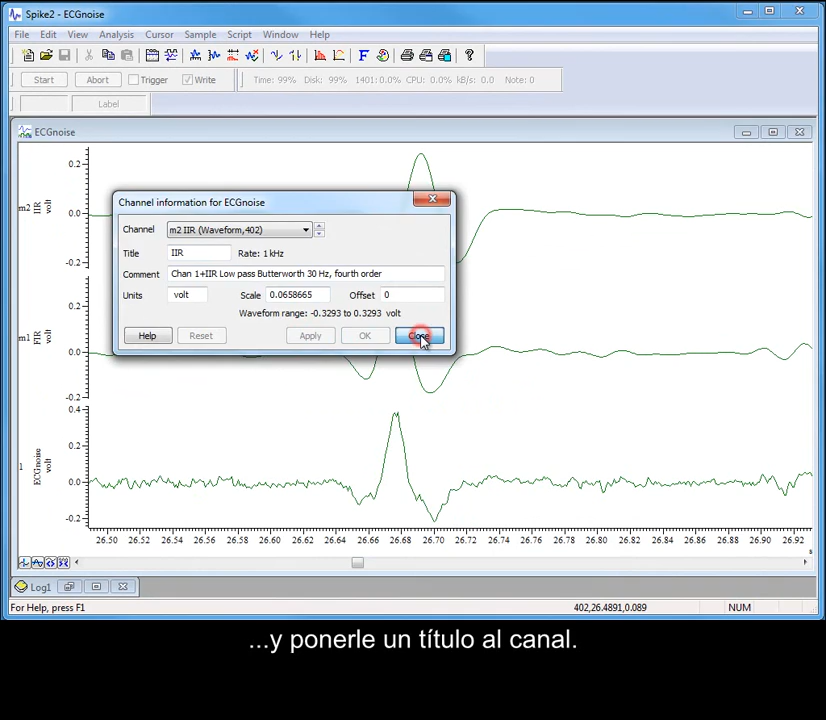 Spike2 - ECGnoise
File Edit View Analysis Cursor Sample Script Window Help
Start Abort Trigger Write Time: 99% Disk: 99% 1401: 0.0% CPU: 0.0% kB/s: 0.0 Note: 0
Label
ECGnoise
m2 IIR volt
0.2
0.0
-0.2
Channel information for ECGnoise
Channel m2 IIR (Waveform,402)
Title IIR Rate: 1 kHz
Comment Chan 1+IIR Low pass Butterworth 30 Hz, fourth order
Units volt Scale 0.0658665 Offset 0
Waveform range: -0.3293 to 0.3293 volt
Help Reset Apply OK Close
m1 FIR volt
0.2
0.0
-0.2
1 ECGnoise volt
0.4
0.2
0.0
-0.2
26.50 26.52 26.54 26.56 26.58 26.60 26.62 26.64 26.66 26.68 26.70 26.72 26.74 26.76 26.78 26.80 26.82 26.84 26.86 26.88 26.90 26.92
s
Log1
For Help, press F1 402,26.4891,0.089 NUM
...y ponerle un título al canal.